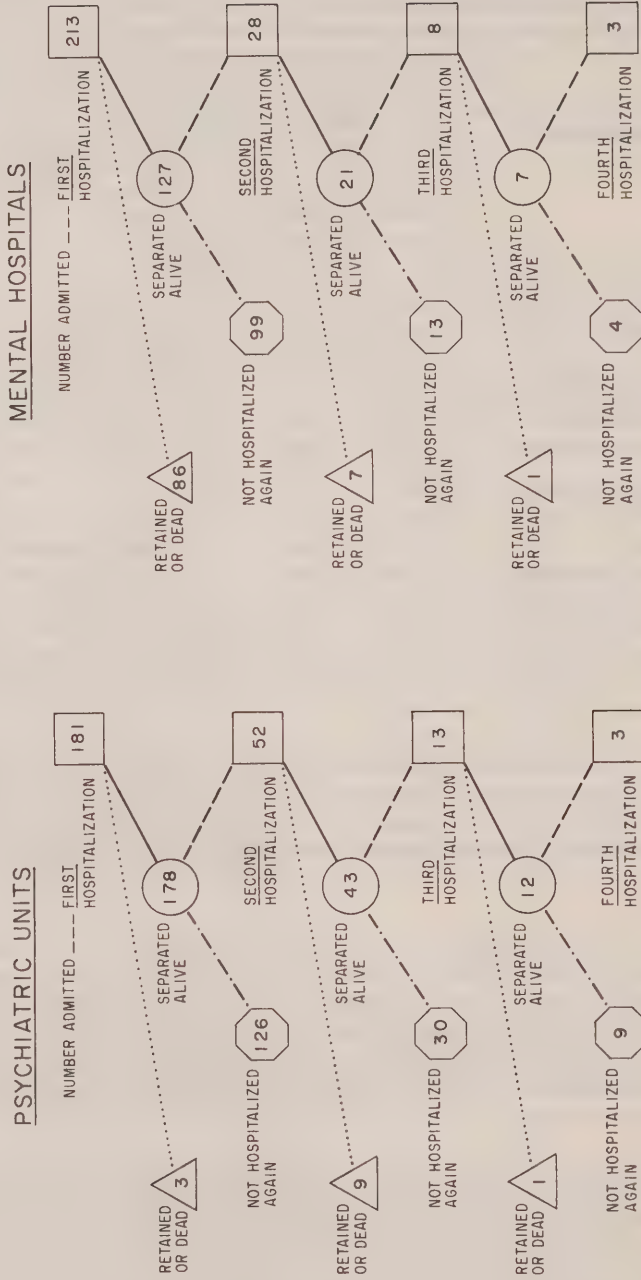 PSYCHIATRIC UNITS
NUMBER ADMITTED --- FIRST
HOSPITALIZATION
181
RETAINED
OR DEAD
3
SEPARATED
ALIVE
178
NOT HOSPITALIZED
AGAIN
126
SECOND
HOSPITALIZATION
52
RETAINED
OR DEAD
9
SEPARATED
ALIVE
43
NOT HOSPITALIZED
AGAIN
30
THIRD
HOSPITALIZATION
13
RETAINED
OR DEAD
1
SEPARATED
ALIVE
12
NOT HOSPITALIZED
AGAIN
9
FOURTH
HOSPITALIZATION
3
MENTAL HOSPITALS
NUMBER ADMITTED --- FIRST
HOSPITALIZATION
213
RETAINED
OR DEAD
86
SEPARATED
ALIVE
127
NOT HOSPITALIZED
AGAIN
99
SECOND
HOSPITALIZATION
28
RETAINED
OR DEAD
7
SEPARATED
ALIVE
21
NOT HOSPITALIZED
AGAIN
13
THIRD
HOSPITALIZATION
8
RETAINED
OR DEAD
1
SEPARATED
ALIVE
7
NOT HOSPITALIZED
AGAIN
4
FOURTH
HOSPITALIZATION
3